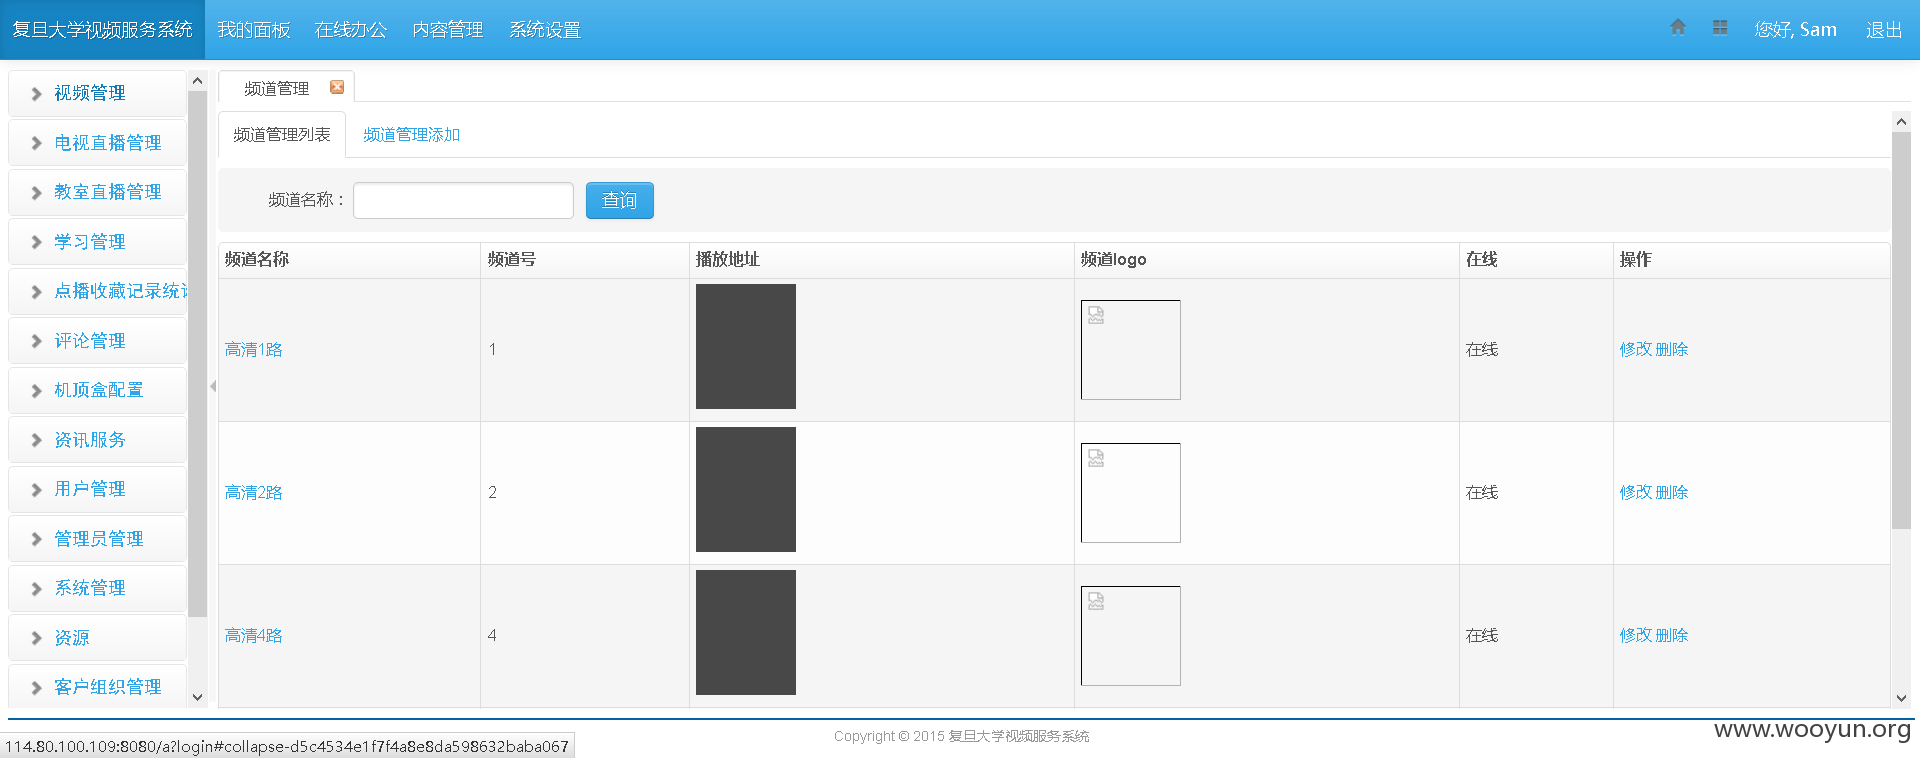 复旦大学视频服务系统 我的面板 在线办公 内容管理 系统设置 您好, Sam 退出
视频管理
电视直播管理
教室直播管理
学习管理
点播收藏记录统
评论管理
机顶盒配置
资讯服务
用户管理
管理员管理
系统管理
资源
客户组织管理
频道管理
频道管理列表 频道管理添加
频道名称： 查询
频道名称 频道号 播放地址 频道logo 在线 操作
高清1路 1 在线 修改 删除
高清2路 2 在线 修改 删除
高清4路 4 在线 修改 删除
Copyright © 2015 复旦大学视频服务系统
www.wooyun.org
114.80.100.109:8080/a?login#collapse-d5c4534e1f7f4a8e8da598632baba067